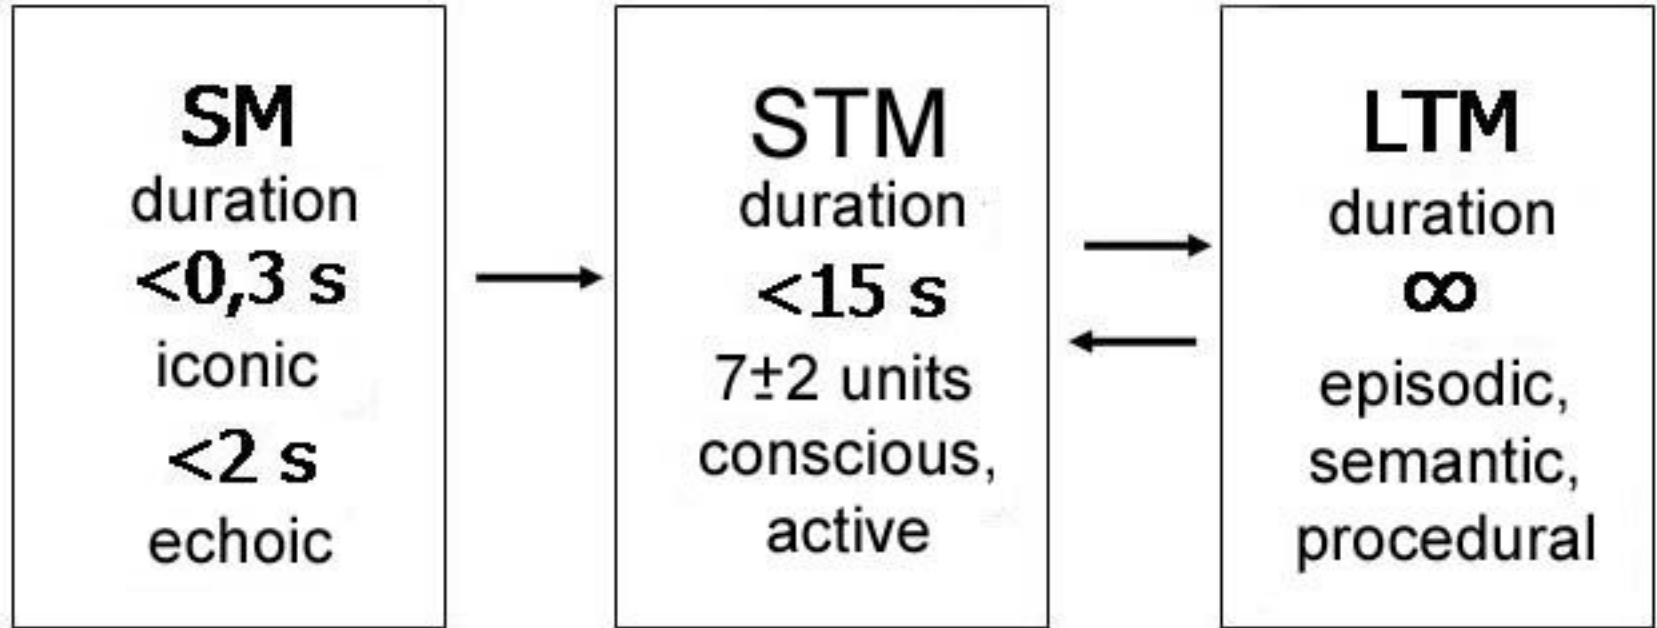 SM
duration
<0,3 s
iconic
<2 s
echoic
STM
duration
<15 s
7±2 units
conscious,
active
LTM
duration
∞
episodic,
semantic,
procedural